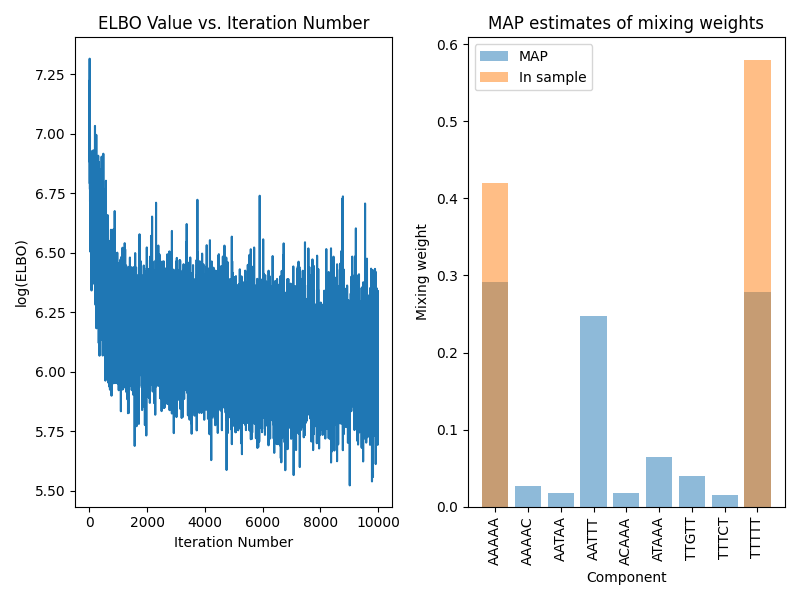 ELBO Value vs. Iteration Number
log(ELBO)
7.25
7.00
6.75
6.50
6.25
6.00
5.75
5.50
0 2000 4000 6000 8000 10000
Iteration Number
MAP estimates of mixing weights
MAP
In sample
Mixing weight
0.6
0.5
0.4
0.3
0.2
0.1
0.0
AAAAA
AAAAC
AATAA
AATTT
ACAAA
ATAAA
TTGTT
TTTCT
TTTTT
Component